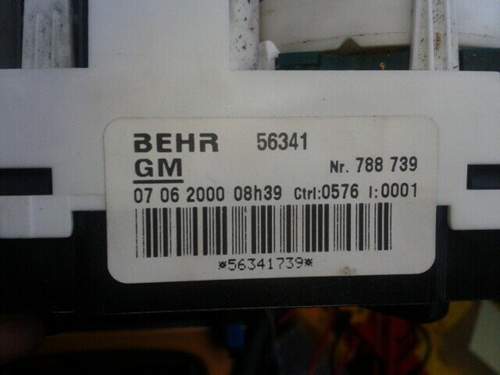 BEHR 56341
GM Nr. 788 739
07 06 2000 08h39 Ctrl:0576 I:0001
*56341739*